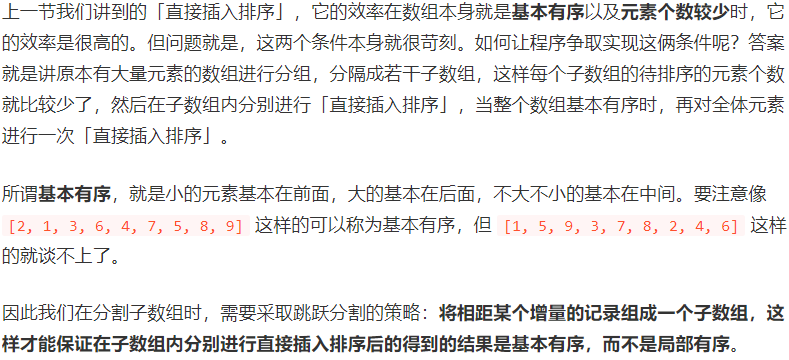 上一节我们讲到的「直接插入排序」，它的效率在数组本身就是基本有序以及元素个数较少时，它
的效率是很高的。但问题就是，这两个条件本身就很苛刻。如何让程序争取实现这俩条件呢？答案
就是讲原本有大量元素的数组进行分组，分隔成若干子数组，这样每个子数组的待排序的元素个数
就比较少了，然后在子数组内分别进行「直接插入排序」，当整个数组基本有序时，再对全体元素
进行一次「直接插入排序」。
所谓基本有序，就是小的元素基本在前面，大的基本在后面，不大不小的基本在中间。要注意像
[2, 1, 3, 6, 4, 7, 5, 8, 9] 这样的可以称为基本有序，但 [1, 5, 9, 3, 7, 8, 2, 4, 6] 这样
的就谈不上了。
因此我们在分割子数组时，需要采取跳跃分割的策略：将相距某个增量的记录组成一个子数组，这
样才能保证在子数组内分别进行直接插入排序后的得到的结果是基本有序，而不是局部有序。